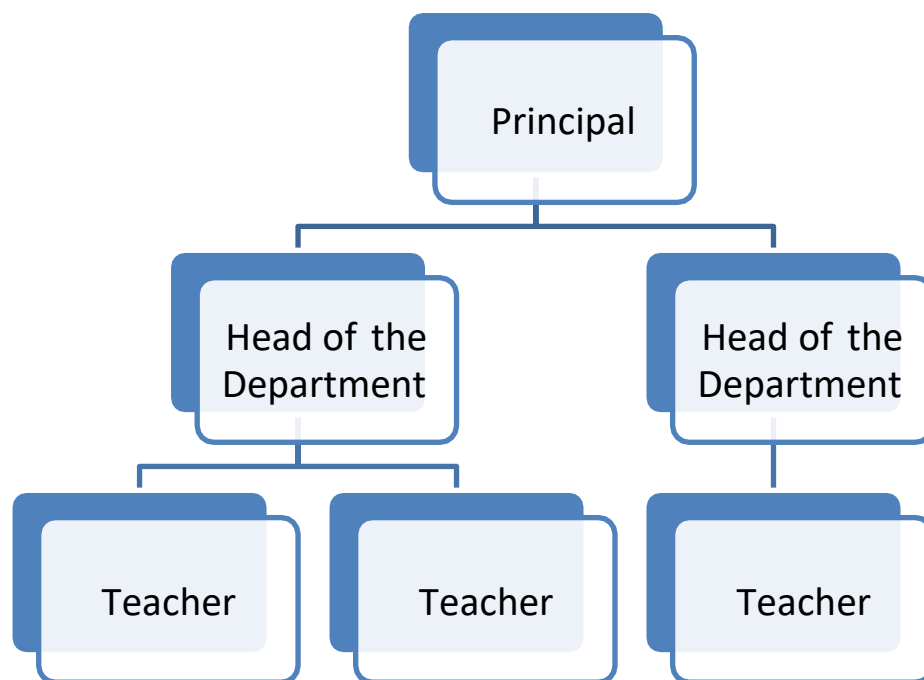 Principal
Head of the
Department
Head of the
Department
Teacher
Teacher
Teacher